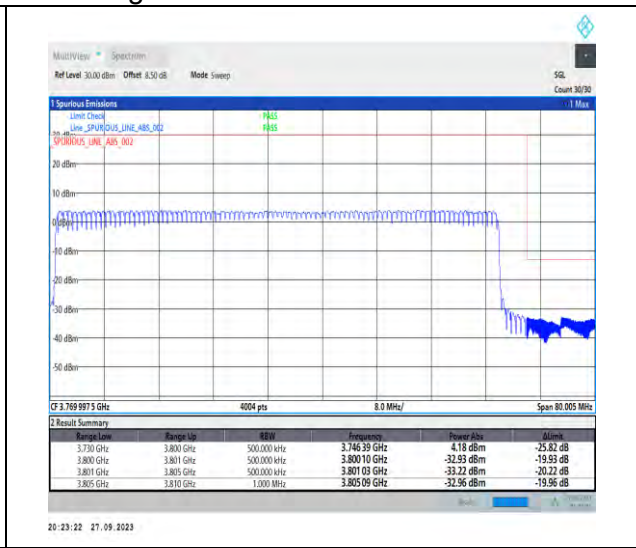 MultiView Spectrum
Ref Level 30.00 dBm Offset 8.50 dB Mode Sweep SGL
Count 30/30
1 Spurious Emissions 1 Max
Limit Check PASS
Line _SPURIOUS_LINE_ABS_002 PASS
_SPURIOUS_LINE_ABS_002
20 dBm
10 dBm
0 dBm
-10 dBm
-20 dBm
-30 dBm
-40 dBm
-50 dBm
CF 3.769 997 5 GHz 4004 pts 8.0 MHz/ Span 80.005 MHz
2 Result Summary
Range Low Range Up RBW Frequency Power Abs ΔLimit
3.730 GHz 3.800 GHz 500.000 kHz 3.746 39 GHz 4.18 dBm -25.82 dB
3.800 GHz 3.801 GHz 500.000 kHz 3.800 10 GHz -32.93 dBm -19.93 dB
3.801 GHz 3.805 GHz 500.000 kHz 3.801 03 GHz -33.22 dBm -20.22 dB
3.805 GHz 3.810 GHz 1.000 MHz 3.805 09 GHz -32.96 dBm -19.96 dB
20:23:22 27.09.2023